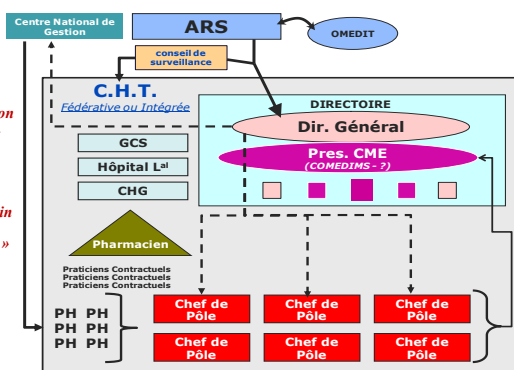 Centre National de
Gestion
ARS
OMEDIT
conseil de
surveillance
C.H.T.
Fédérative ou Intégrée
DIRECTOIRE
Dir. Général
Pres. CME
(COMEDIMS - ?)
on
GCS
Hôpital Lal
CHG
in
»
Pharmacien
Praticiens Contractuels
Praticiens Contractuels
Praticiens Contractuels
PH PH
PH PH
PH PH
Chef de
Pôle
Chef de
Pôle
Chef de
Pôle
Chef de
Pôle
Chef de
Pôle
Chef de
Pôle